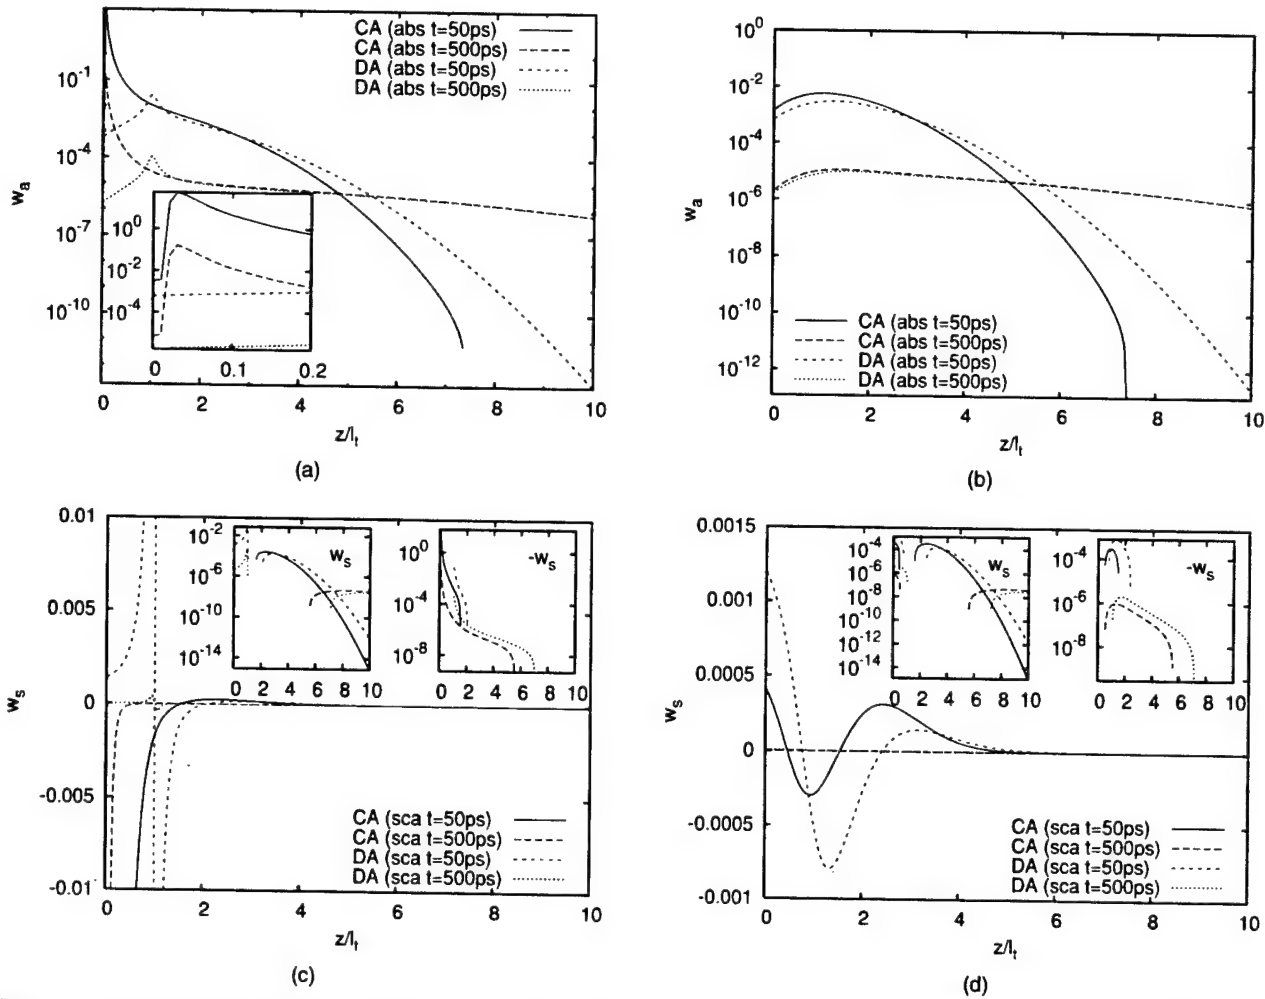 CA (abs t=50ps)
CA (abs t=500ps)
DA (abs t=50ps)
DA (abs t=500ps)
10^-1
10^-4
10^-7
10^-10
w_a
10^0
10^-2
10^-4
0 0.1 0.2
0 2 4 6 8 10
z/l_t
(a)
10^0
10^-2
10^-4
10^-6
10^-8
10^-10
10^-12
w_a
CA (abs t=50ps)
CA (abs t=500ps)
DA (abs t=50ps)
DA (abs t=500ps)
0 2 4 6 8 10
z/l_t
(b)
0.01
0.005
0
-0.005
-0.01
w_s
10^-2
10^-6
10^-10
10^-14
w_s
0 2 4 6 8 10
10^0
10^-4
10^-8
-w_s
0 2 4 6 8 10
CA (sca t=50ps)
CA (sca t=500ps)
DA (sca t=50ps)
DA (sca t=500ps)
0 2 4 6 8 10
z/l_t
(c)
0.0015
0.001
0.0005
0
-0.0005
-0.001
w_s
10^-4
10^-6
10^-8
10^-10
10^-12
10^-14
w_s
0 2 4 6 8 10
10^-4
10^-6
10^-8
-w_s
0 2 4 6 8 10
CA (sca t=50ps)
CA (sca t=500ps)
DA (sca t=50ps)
DA (sca t=500ps)
0 2 4 6 8 10
z/l_t
(d)